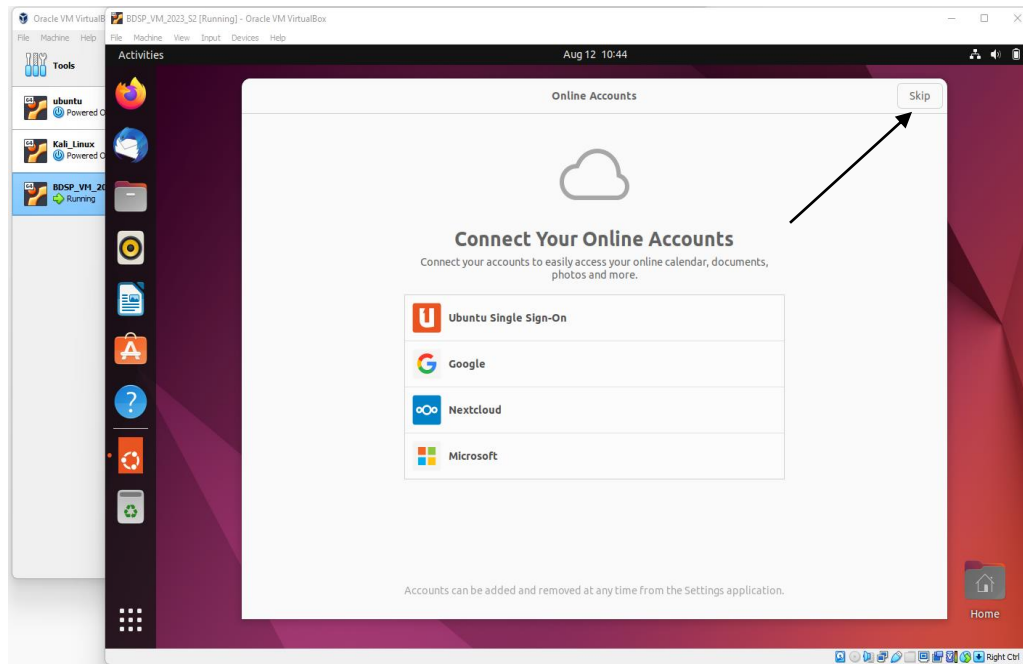 Oracle VM VirtualB
File Machine Help
Tools
ubuntu
Powered O
Kali_Linux
Powered O
BDSP_VM_20
Running
BDSP_VM_2023_S2 [Running] - Oracle VM VirtualBox
File Machine View Input Devices Help
Activities
Aug 12 10:44
Online Accounts
Skip
Connect Your Online Accounts
Connect your accounts to easily access your online calendar, documents,
photos and more.
Ubuntu Single Sign-On
Google
Nextcloud
Microsoft
Accounts can be added and removed at any time from the Settings application.
Home
Right Ctrl